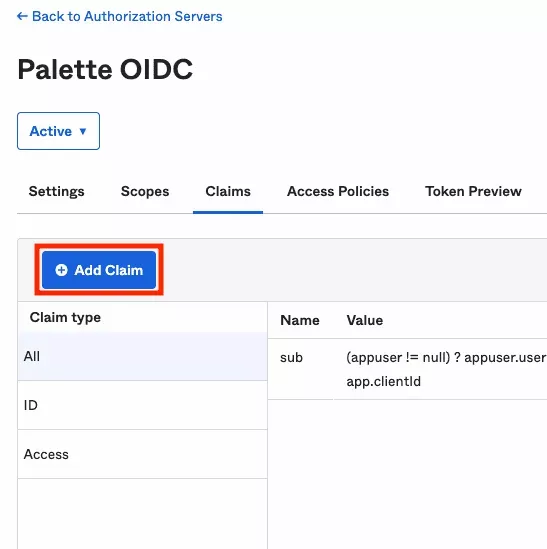 ← Back to Authorization Servers
Palette OIDC
Active ▼
Settings Scopes Claims Access Policies Token Preview
Add Claim
Claim type Name Value
All sub (appuser != null) ? appuser.user
app.clientId
ID
Access